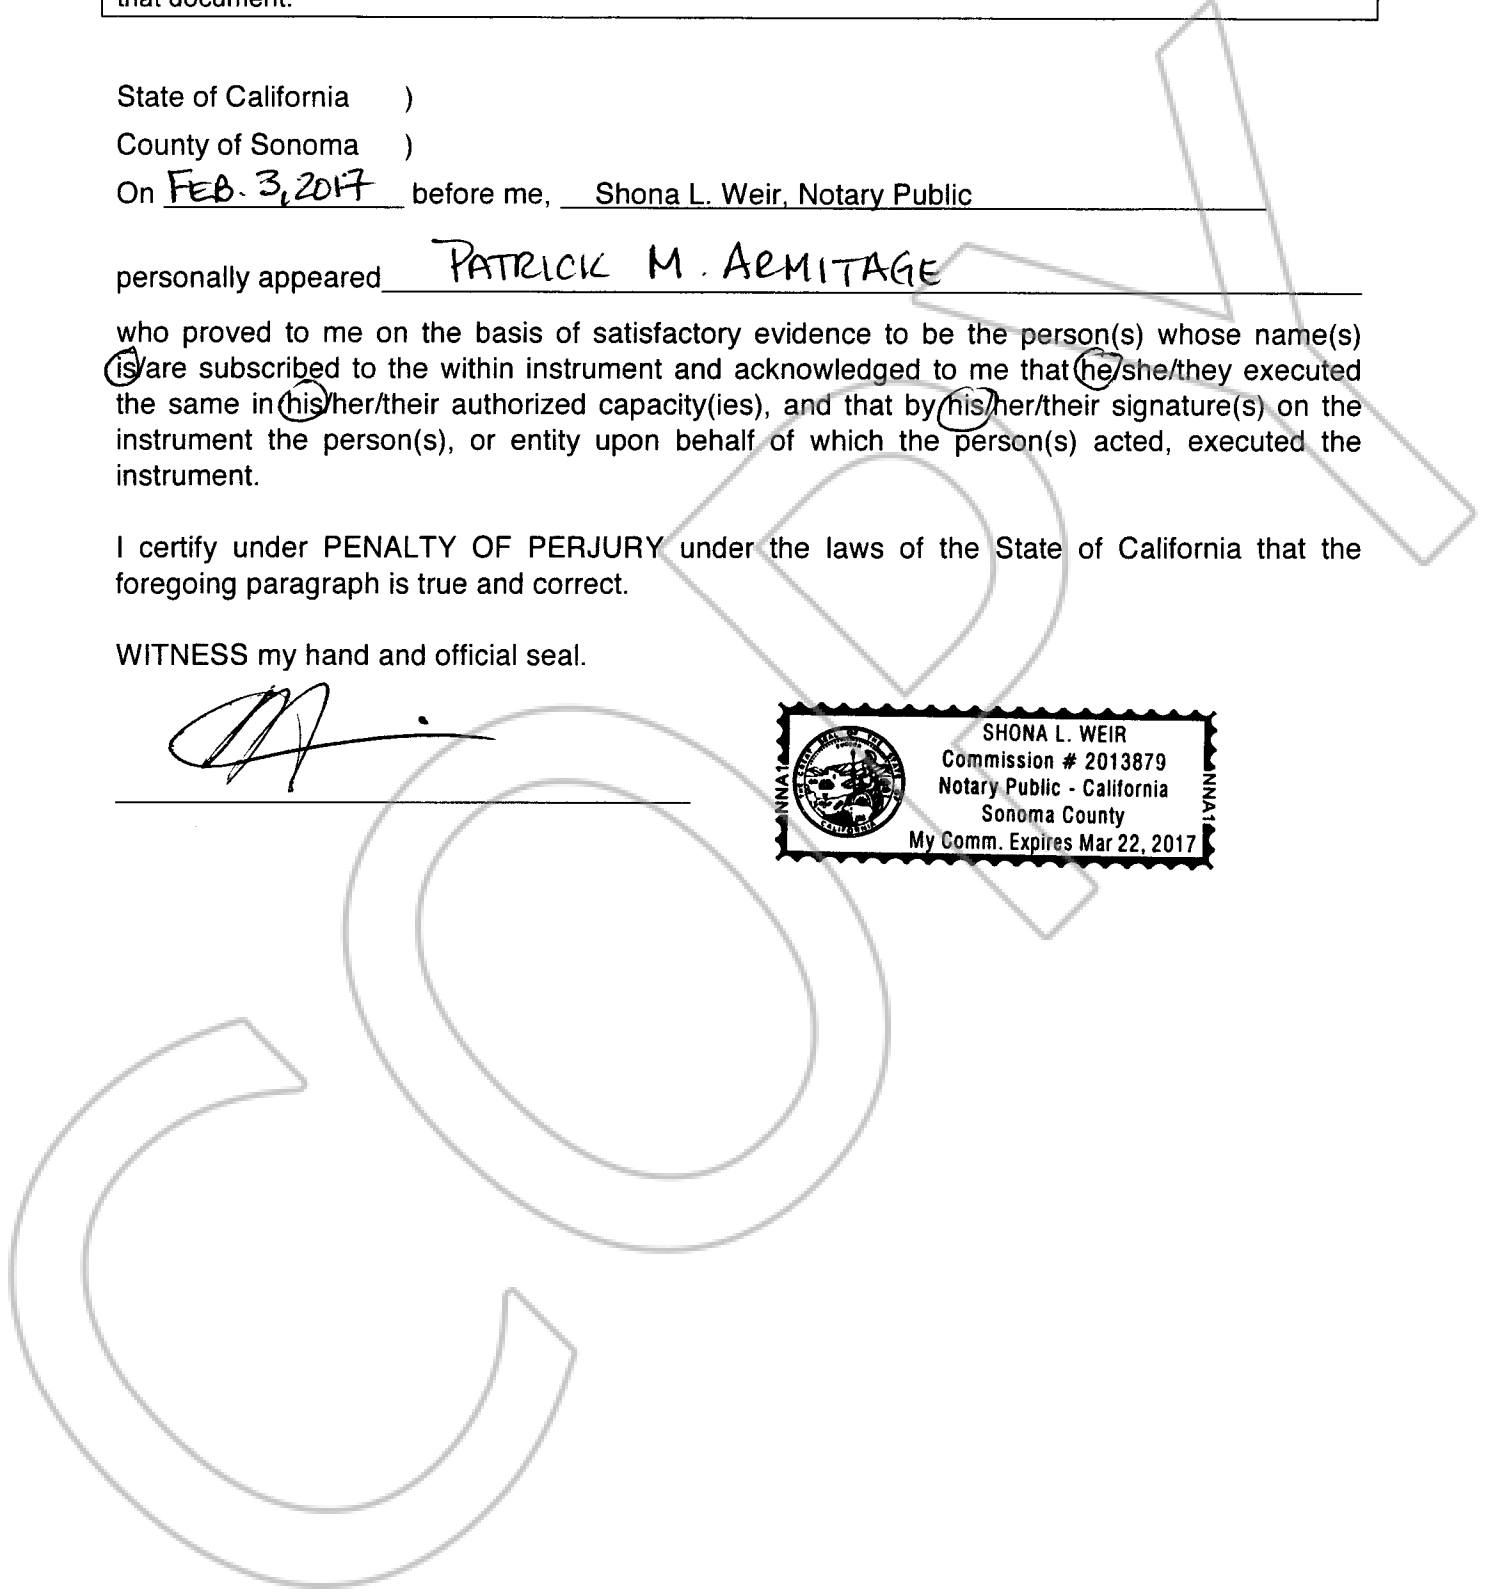 that document.
State of California )
County of Sonoma )
On FEB. 3, 2017 before me, Shona L. Weir, Notary Public
personally appeared PATRICK M. ARMITAGE
who proved to me on the basis of satisfactory evidence to be the person(s) whose name(s)
is/are subscribed to the within instrument and acknowledged to me that he/she/they executed
the same in his/her/their authorized capacity(ies), and that by his/her/their signature(s) on the
instrument the person(s), or entity upon behalf of which the person(s) acted, executed the
instrument.
I certify under PENALTY OF PERJURY under the laws of the State of California that the
foregoing paragraph is true and correct.
WITNESS my hand and official seal.
SHONA L. WEIR
Commission # 2013879
Notary Public - California
Sonoma County
My Comm. Expires Mar 22, 2017
NNA1
NNA1
COPY